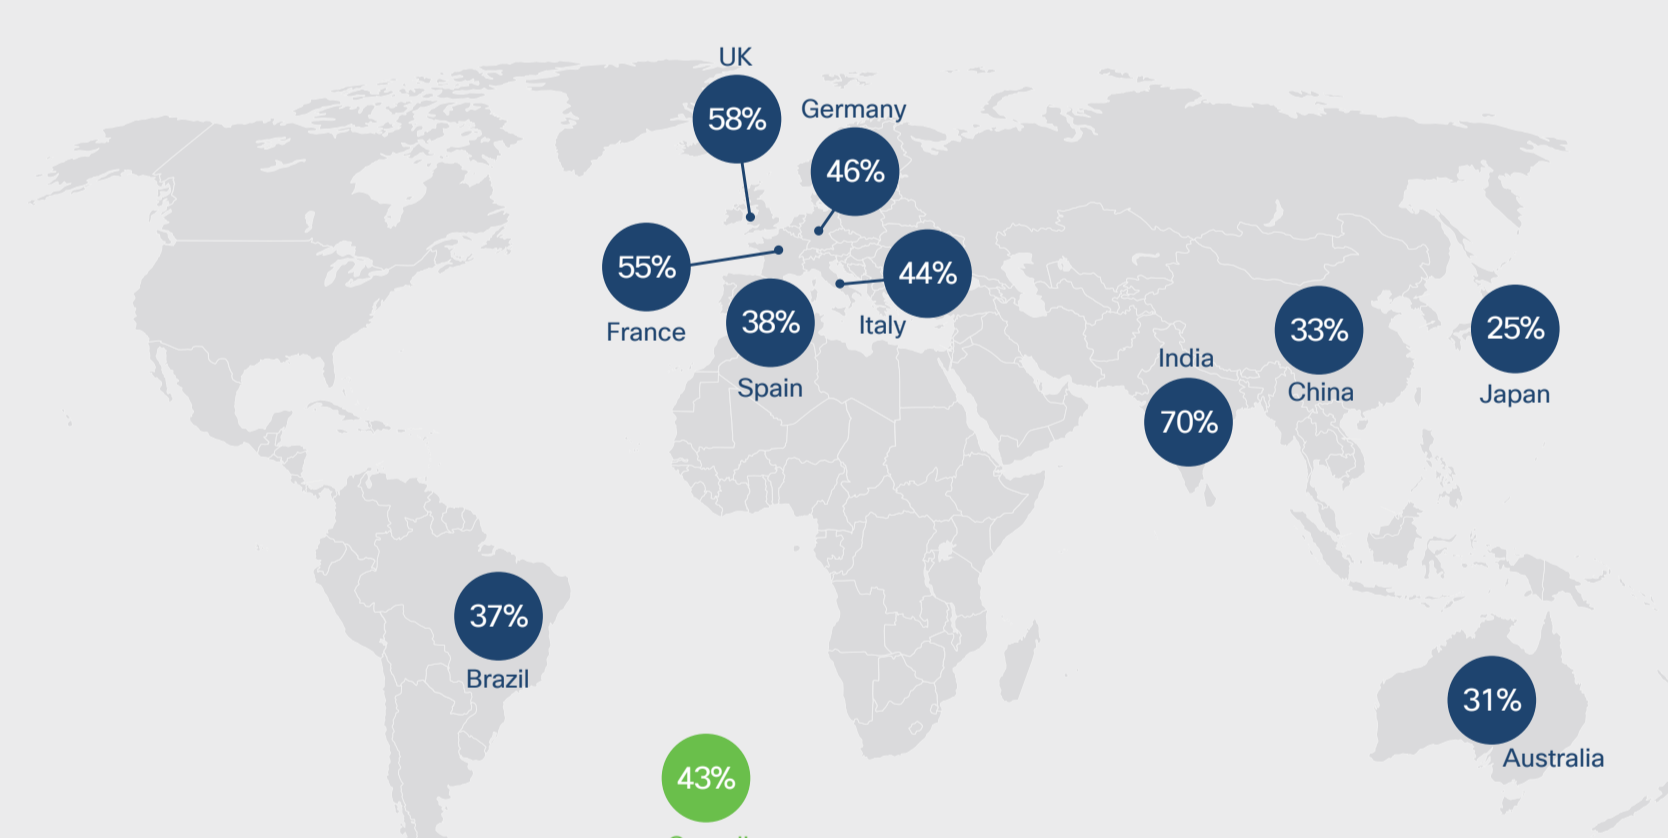 UK
58%
Germany
46%
55%
France
44%
Italy
38%
Spain
India
70%
33%
China
25%
Japan
37%
Brazil
31%
Australia
43%